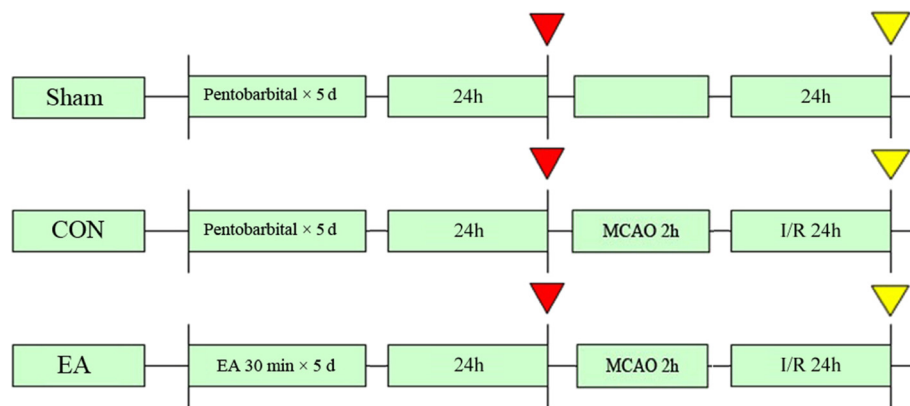 Sham
Pentobarbital × 5 d
24h
24h
CON
Pentobarbital × 5 d
24h
MCAO 2h
I/R 24h
EA
EA 30 min × 5 d
24h
MCAO 2h
I/R 24h